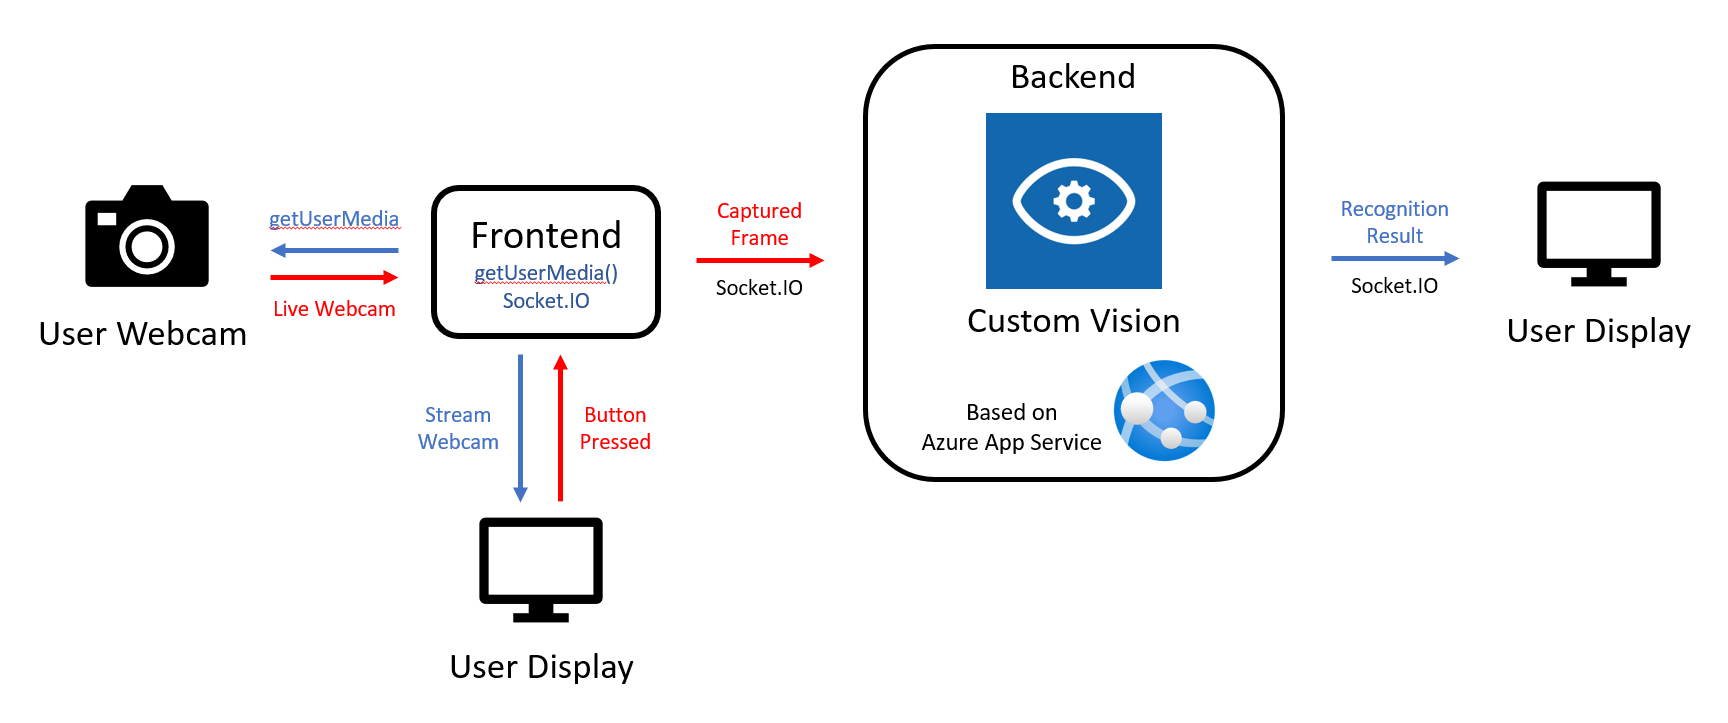 getUserMedia
Live Webcam
User Webcam
Frontend
getUserMedia()
Socket.IO
Stream
Webcam
Button
Pressed
User Display
Captured
Frame
Socket.IO
Backend
Custom Vision
Based on
Azure App Service
Recognition
Result
Socket.IO
User Display